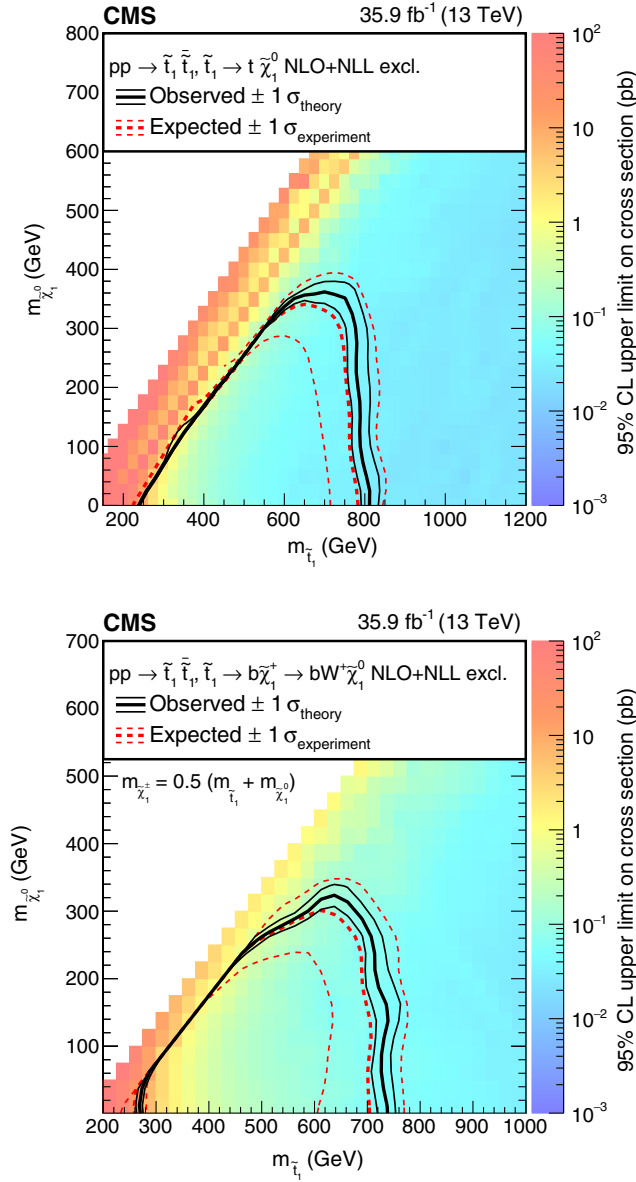 CMS 35.9 fb⁻¹ (13 TeV)
pp → t̃₁ t̃̄₁, t̃₁ → t χ̃₁⁰ NLO+NLL excl.
Observed ± 1 σ_theory
Expected ± 1 σ_experiment
800
700
600
500
400
300
200
100
0
m_χ̃₁⁰ (GeV)
200 400 600 800 1000 1200
m_t̃₁ (GeV)
10²
10
1
10⁻¹
10⁻²
10⁻³
95% CL upper limit on cross section (pb)
CMS 35.9 fb⁻¹ (13 TeV)
pp → t̃₁ t̃̄₁, t̃₁ → bχ̃₁⁺ → bW⁺χ̃₁⁰ NLO+NLL excl.
Observed ± 1 σ_theory
Expected ± 1 σ_experiment
m_χ̃₁± = 0.5 (m_t̃₁ + m_χ̃₁⁰)
700
600
500
400
300
200
100
m_χ̃₁⁰ (GeV)
200 300 400 500 600 700 800 900 1000
m_t̃₁ (GeV)
10²
10
1
10⁻¹
10⁻²
10⁻³
95% CL upper limit on cross section (pb)